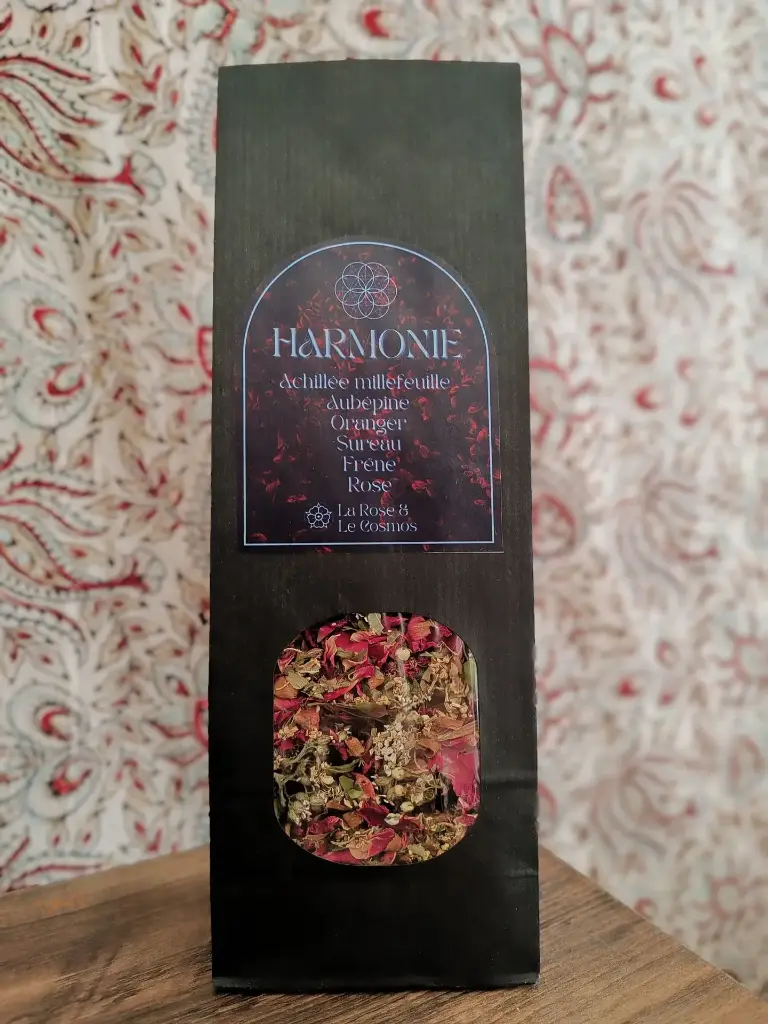 HARMONIE
Achillée millefeuille
Aubépine
Oranger
Sureau
Frêne
Rose
La Rose &
Le Cosmos